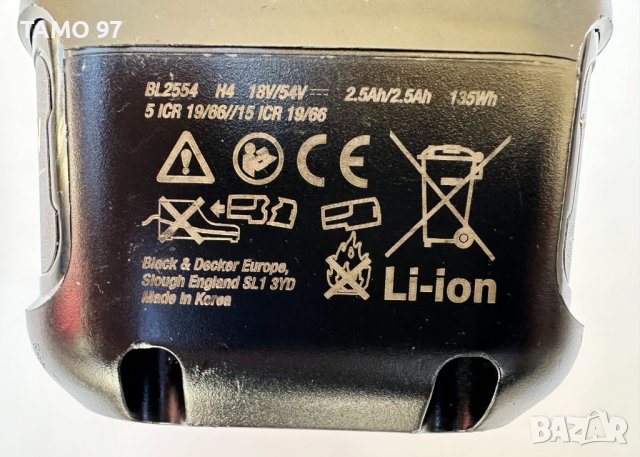 TAMO 97
BL2554 H4 18V/54V ⎓ 2.5Ah/2.5Ah 135Wh
5 ICR 19/66//15 ICR 19/66
CE
Black & Decker Europe,
Slough England SL1 3YD
Made in Korea
Li-ion
BAZAR